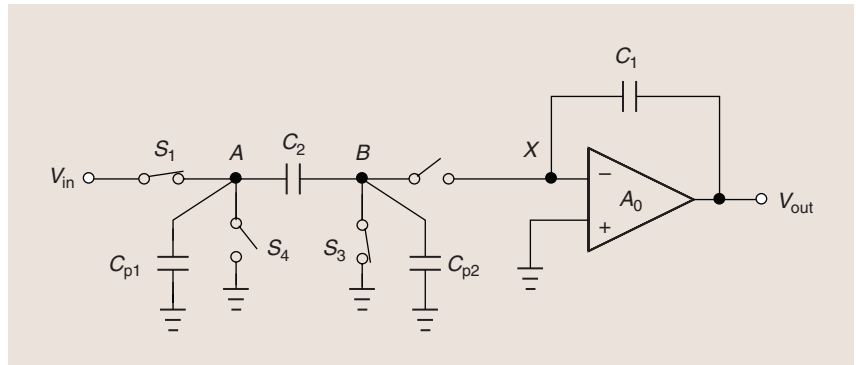 C1
S1
A
C2
B
X
Vin
−
A0
Vout
+
S4
S3
Cp1
Cp2